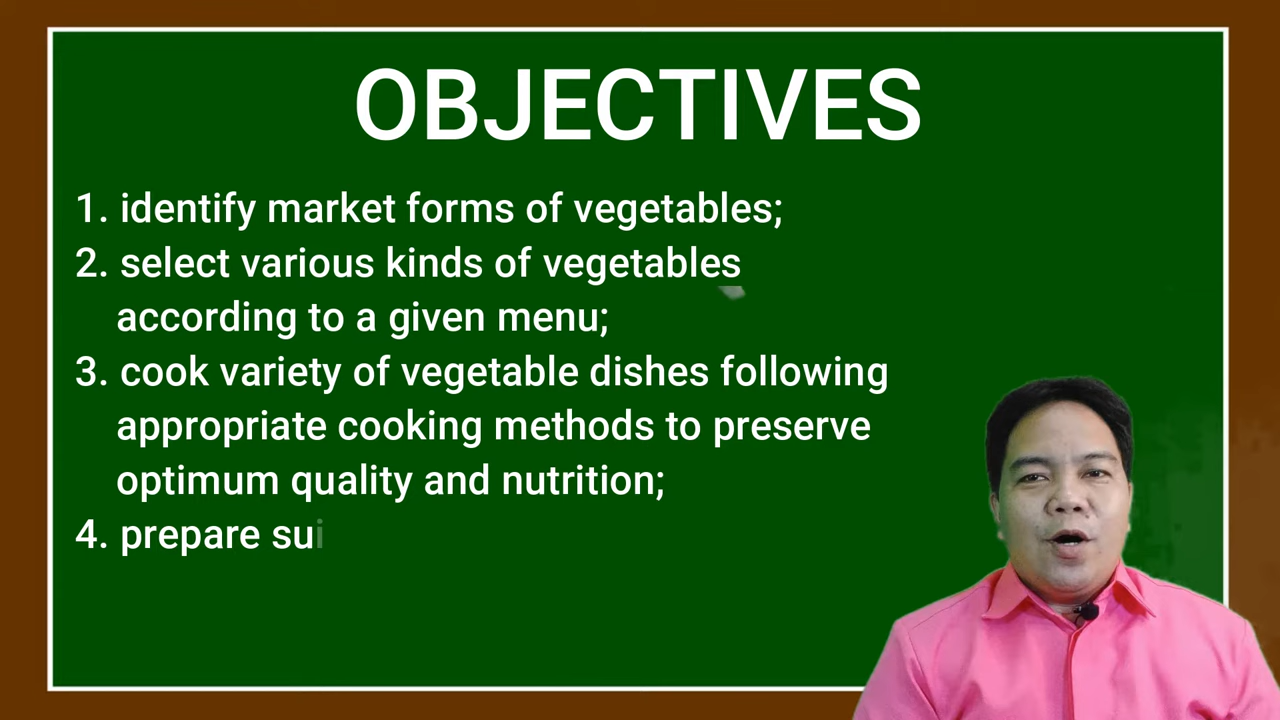 OBJECTIVES
1. identify market forms of vegetables;
2. select various kinds of vegetables
according to a given menu;
3. cook variety of vegetable dishes following
appropriate cooking methods to preserve
optimum quality and nutrition;
4. prepare sui